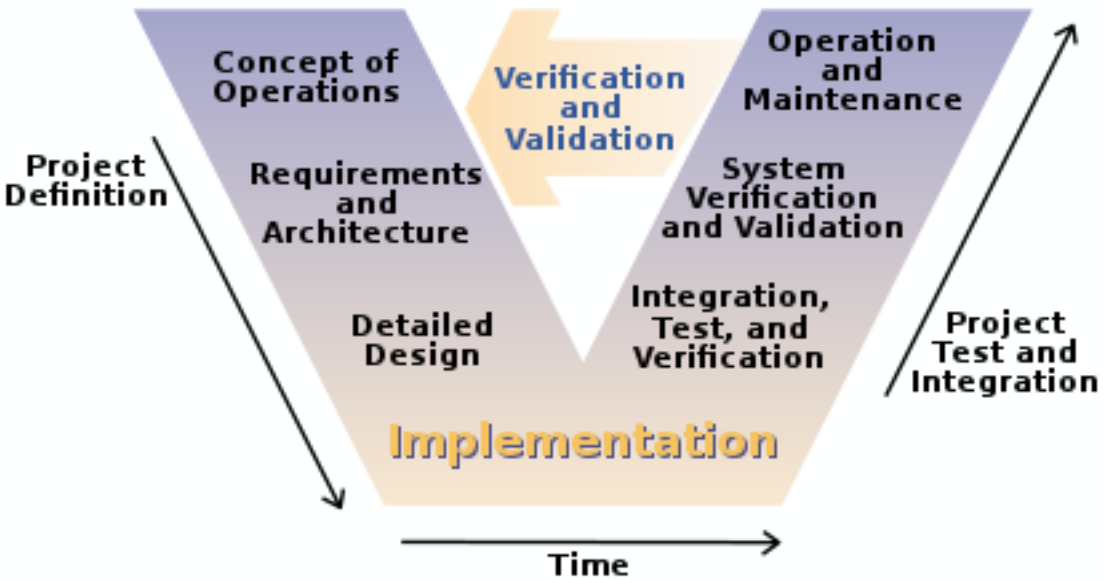 Concept of
Operations
Verification
and
Validation
Operation
and
Maintenance
Project
Definition
Requirements
and
Architecture
System
Verification
and Validation
Detailed
Design
Integration,
Test, and
Verification
Project
Test and
Integration
Implementation
Time